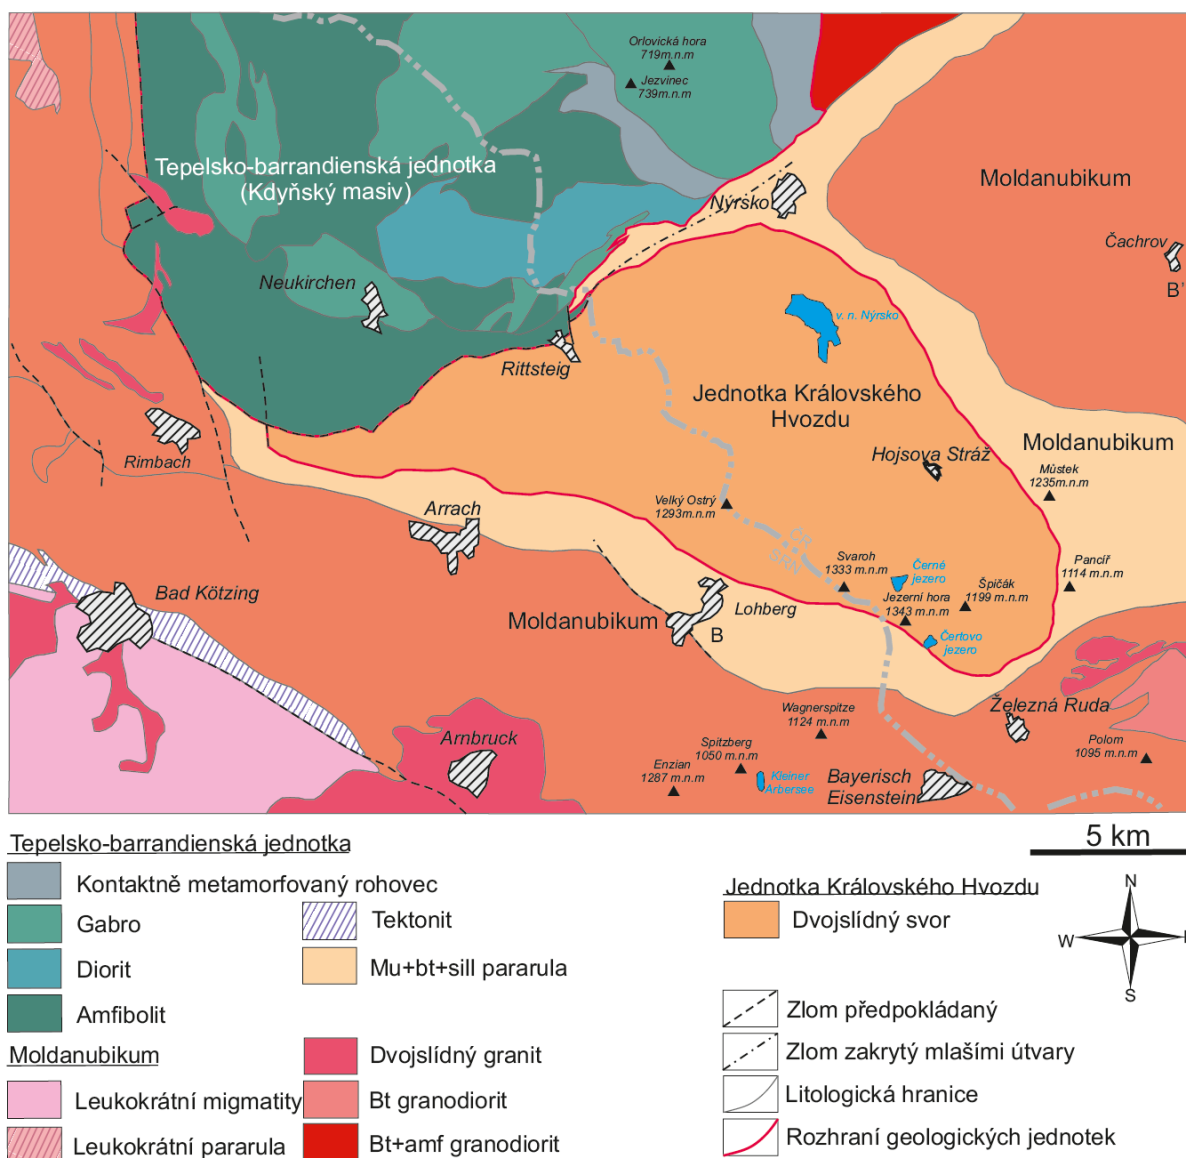 Orlovická hora
719m.n.m
Jezvinec
739m.n.m
Tepelsko-barrandienská jednotka
(Kdyňský masiv)
Moldanubikum
Nýrsko
Čachrov
B'
Neukirchen
v. n. Nýrsko
Rittsteig
Jednotka Královského
Hvozdu
Moldanubikum
Rimbach
Hojsova Stráž
Můstek
1235m.n.m
Velký Ostrý
1293m.n.m
Arrach
ČR
SRN
Svaroh
1333 m.n.m
Černé
jezero
Pancíř
1114 m.n.m
Špičák
1199 m.n.m
Jezerní hora
1343 m.n.m
Bad Kötzing
Moldanubikum
Lohberg
B
Čertovo
jezero
Železná Ruda
Wagnerspitze
1124 m.n.m
Arnbruck
Spitzberg
1050 m.n.m
Polom
1095 m.n.m
Enzian
1287 m.n.m
Kleiner
Arbersee
Bayerisch
Eisenstein
5 km
Tepelsko-barrandienská jednotka
Kontaktně metamorfovaný rohovec
Gabro
Diorit
Amfibolit
Moldanubikum
Leukokrátní migmatity
Leukokrátní pararula
Tektonit
Mu+bt+sill pararula
Dvojslídný granit
Bt granodiorit
Bt+amf granodiorit
Jednotka Královského Hvozdu
Dvojslídný svor
Zlom předpokládaný
Zlom zakrytý mlašími útvary
Litologická hranice
Rozhraní geologických jednotek
N
W
E
S